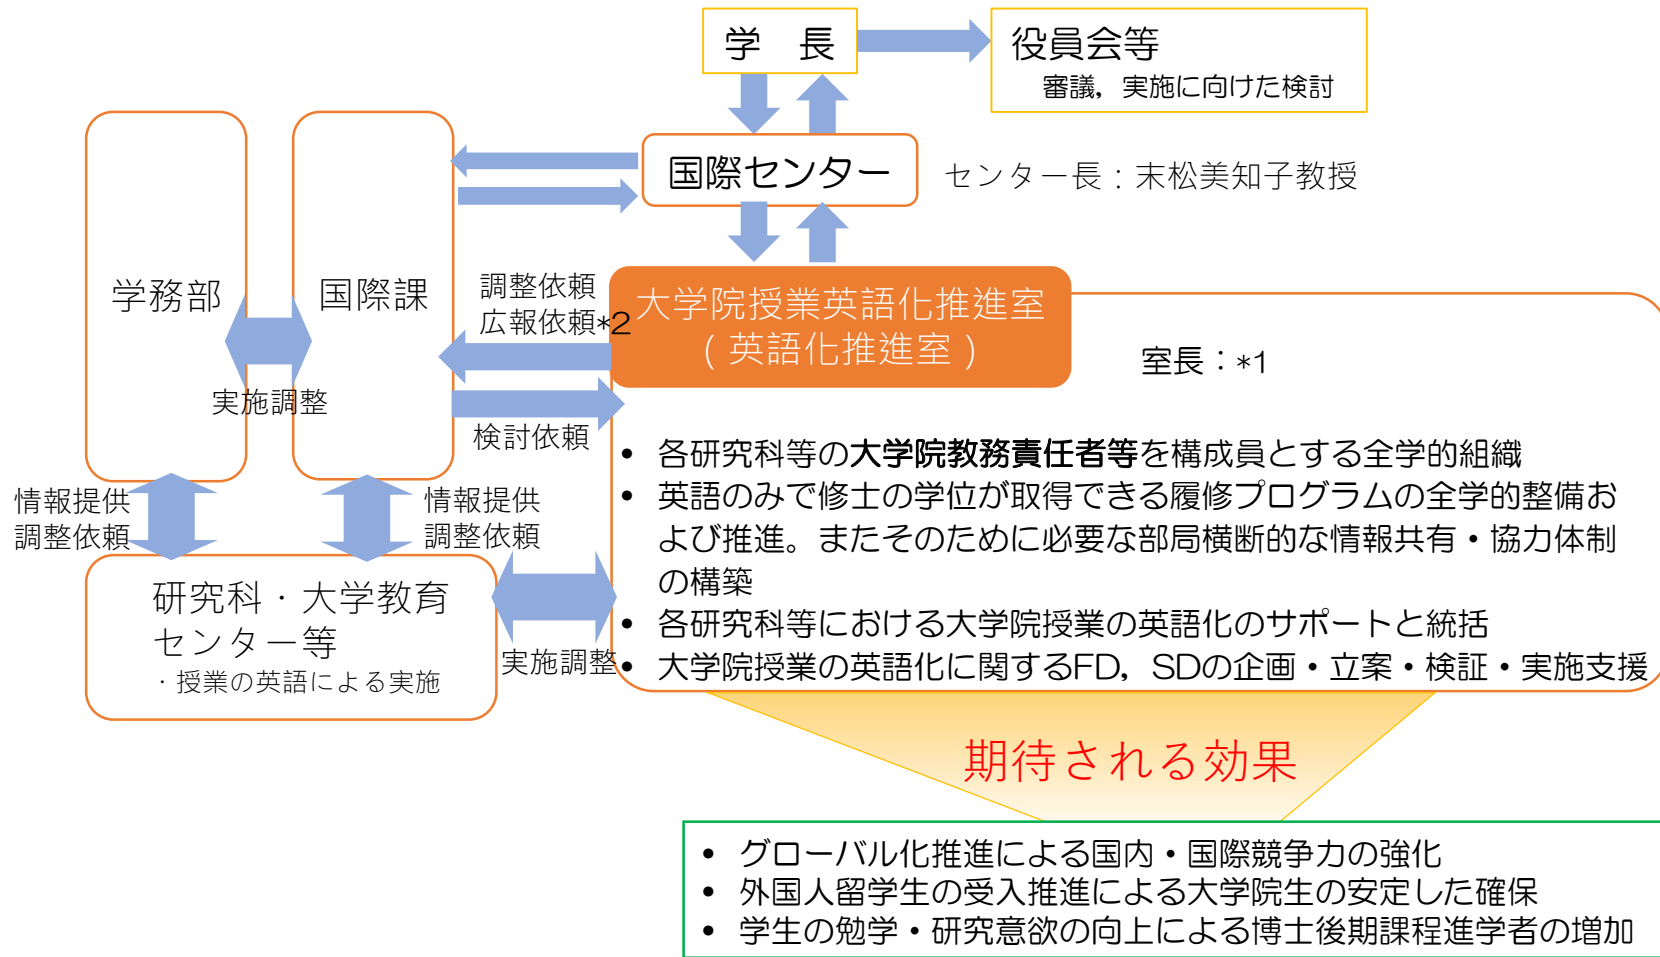 学　長
役員会等
審議，実施に向けた検討
国際センター
センター長：末松美知子教授
学務部
国際課
調整依頼
広報依頼*2
大学院授業英語化推進室
（英語化推進室）
室長：*1
実施調整
検討依頼
• 各研究科等の大学院教務責任者等を構成員とする全学的組織
• 英語のみで修士の学位が取得できる履修プログラムの全学的整備お
よび推進。またそのために必要な部局横断的な情報共有・協力体制
の構築
• 各研究科等における大学院授業の英語化のサポートと統括
• 大学院授業の英語化に関するFD，SDの企画・立案・検証・実施支援
情報提供
調整依頼
情報提供
調整依頼
研究科・大学教育
センター等
・授業の英語による実施
実施調整
期待される効果
• グローバル化推進による国内・国際競争力の強化
• 外国人留学生の受入推進による大学院生の安定した確保
• 学生の勉学・研究意欲の向上による博士後期課程進学者の増加